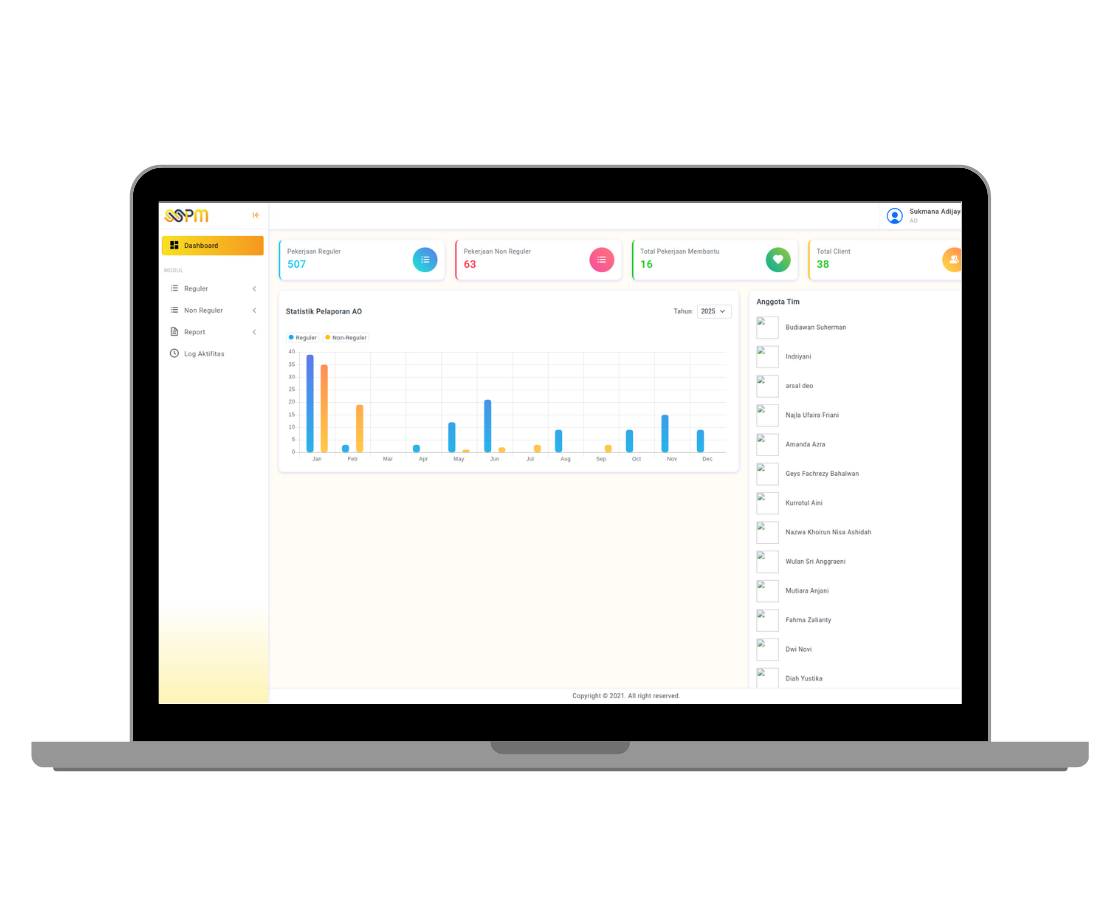 SSPM
Sukmana Adijay
AO
Dashboard
MODUL
Reguler
Non Reguler
Report
Log Aktifitas
Pekerjaan Reguler
507
Pekerjaan Non Reguler
63
Total Pekerjaan Membantu
16
Total Client
38
Statistik Pelaporan AO
Tahun: 2025
Reguler Non-Reguler
40
35
30
25
20
15
10
5
0
Jan Feb Mar Apr May Jun Jul Aug Sep Oct Nov Dec
Anggota Tim
Budiawan Suherman
Indriyani
arsal deo
Najla Ufaira Friani
Amanda Azra
Geys Fachrezy Bahalwan
Kurrotul Aini
Nazwa Khoirun Nisa Ashidah
Wulan Sri Anggraeni
Mutiara Anjani
Fahma Zalianty
Dwi Novi
Diah Yustika
Copyright © 2021. All right reserved.